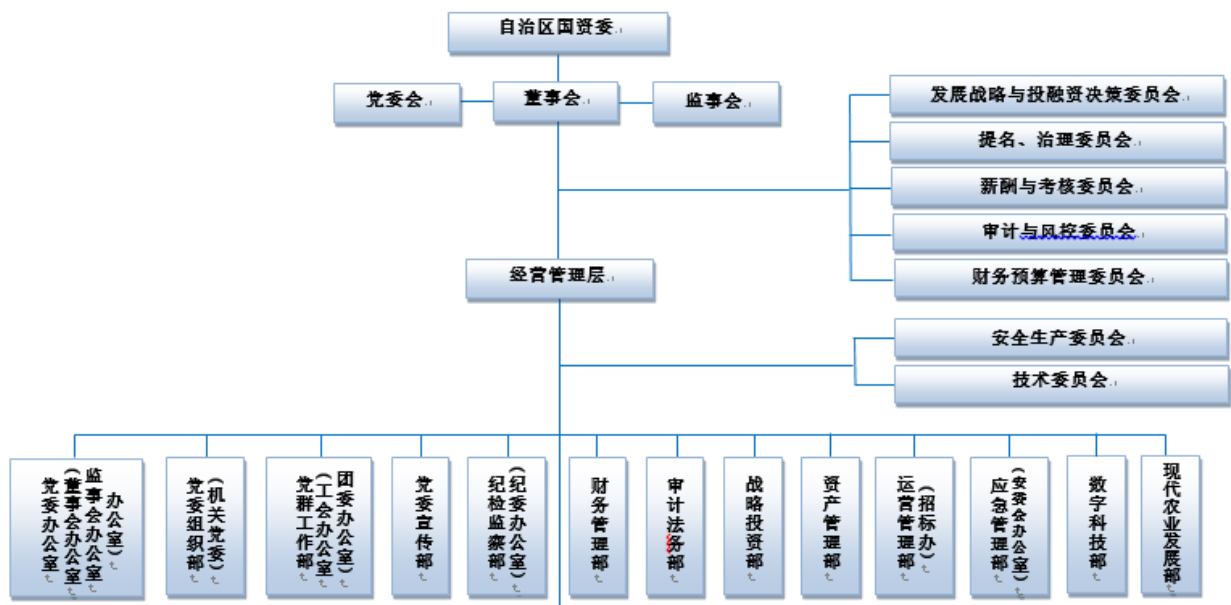 自治区国资委
党委会
董事会
监事会
发展战略与投融资决策委员会
提名、治理委员会
薪酬与考核委员会
审计与风控委员会
财务预算管理委员会
经营管理层
安全生产委员会
技术委员会
党委办公室
(董事会办公室
监事会办公室
办公室)
党委组织部
(机关党委)
党群工作部
(工会办公室
团委办公室)
党委宣传部
纪检监察部
(纪委办公室)
财务管理部
审计法务部
战略投资部
资产管理部
运营管理部
(招标办)
应急管理部
(安委会办公室)
数字科技部
现代农业发展部